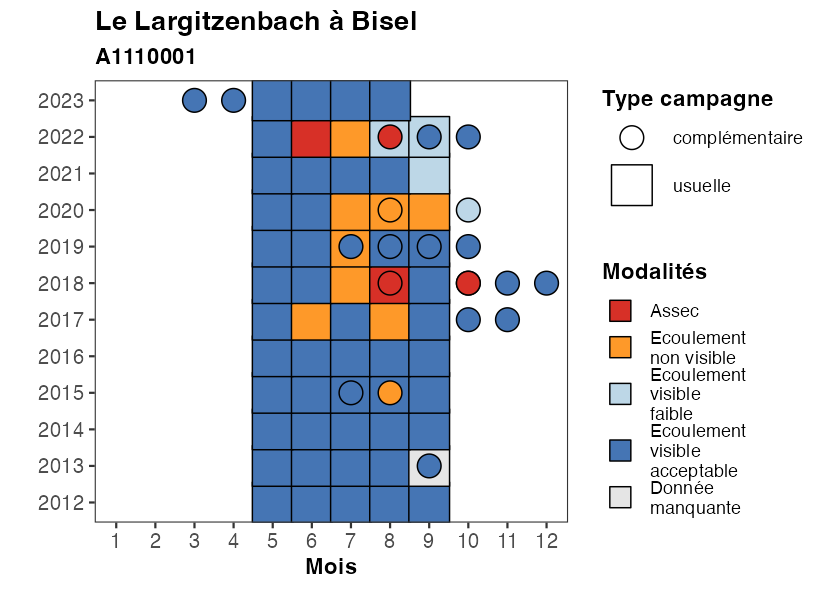 Le Largitzenbach à Bisel
A1110001
2023
2022
2021
2020
2019
2018
2017
2016
2015
2014
2013
2012
1 2 3 4 5 6 7 8 9 10 11 12
Mois
Type campagne
complémentaire
usuelle
Modalités
Assec
Ecoulement
non visible
Ecoulement
visible
faible
Ecoulement
visible
acceptable
Donnée
manquante